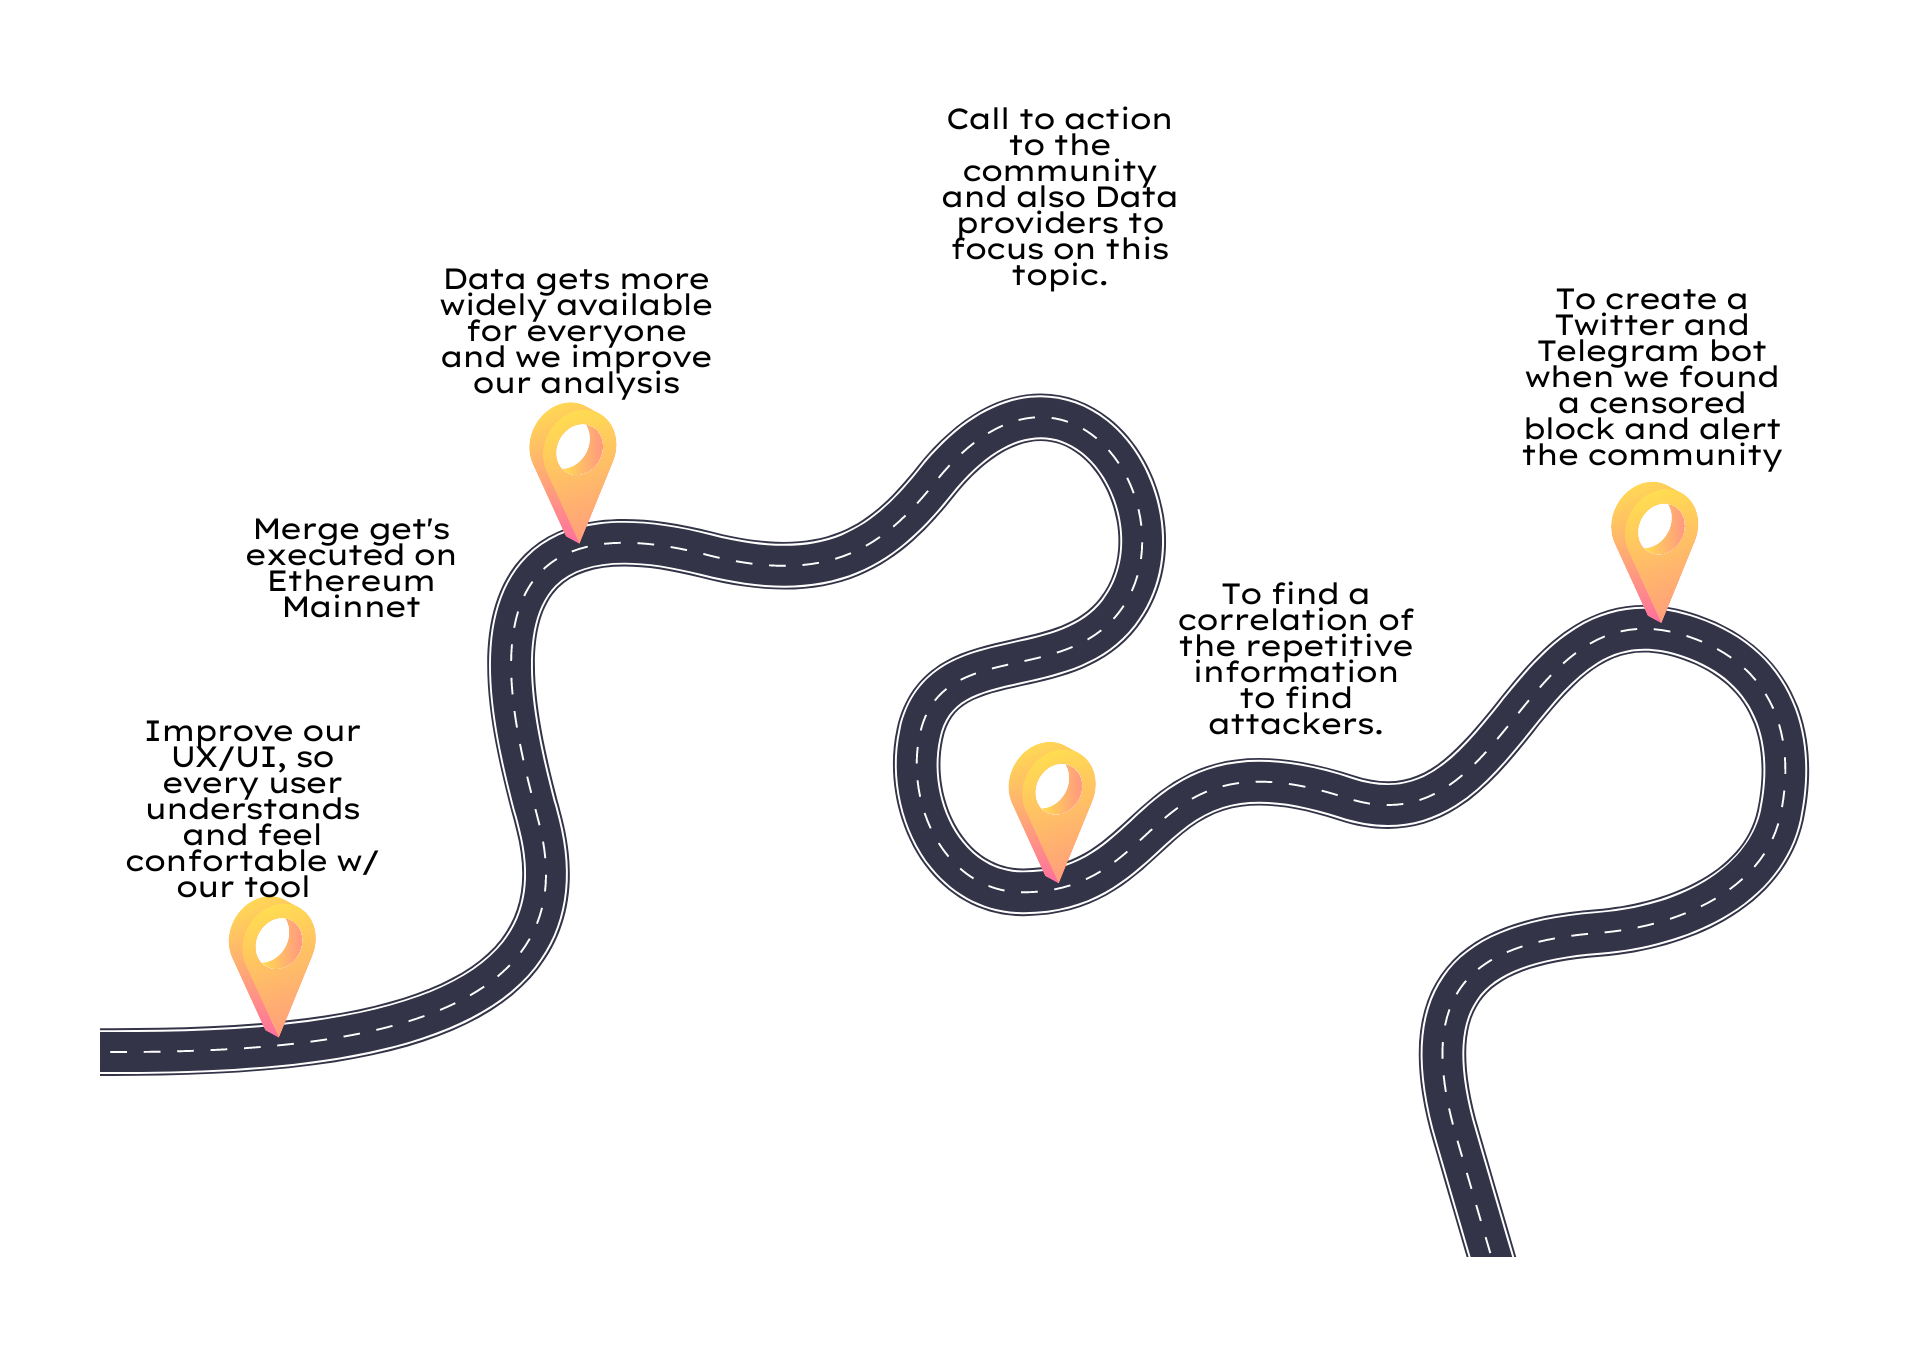 Improve our
UX/UI, so
every user
understands
and feel
confortable w/
our tool
Merge get's
executed on
Ethereum
Mainnet
Data gets more
widely available
for everyone
and we improve
our analysis
Call to action
to the
community
and also Data
providers to
focus on this
topic.
To find a
correlation of
the repetitive
information
to find
attackers.
To create a
Twitter and
Telegram bot
when we found
a censored
block and alert
the community